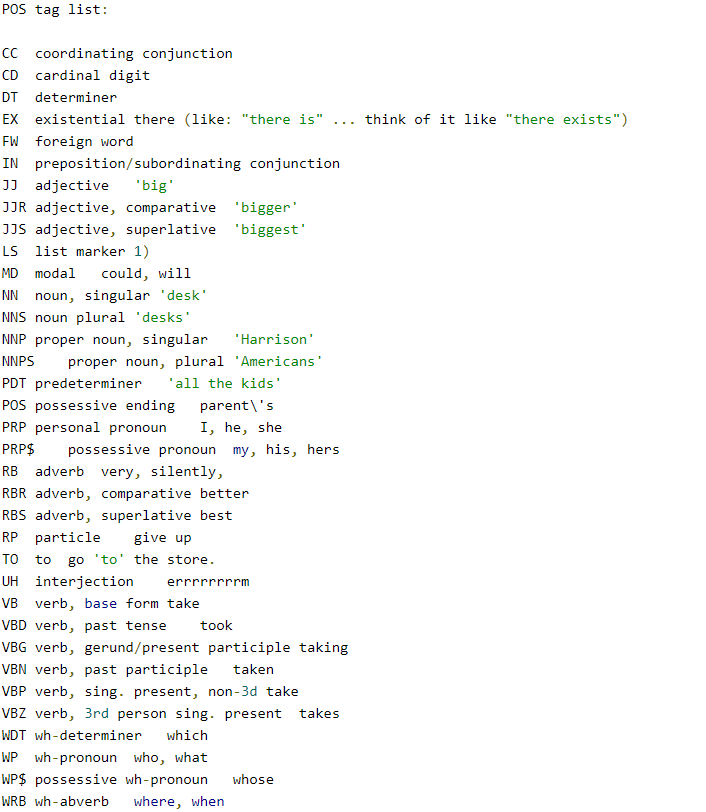 POS tag list:
CC coordinating conjunction
CD cardinal digit
DT determiner
EX existential there (like: "there is" ... think of it like "there exists")
FW foreign word
IN preposition/subordinating conjunction
JJ adjective 'big'
JJR adjective, comparative 'bigger'
JJS adjective, superlative 'biggest'
LS list marker 1)
MD modal could, will
NN noun, singular 'desk'
NNS noun plural 'desks'
NNP proper noun, singular 'Harrison'
NNPS proper noun, plural 'Americans'
PDT predeterminer 'all the kids'
POS possessive ending parent\'s
PRP personal pronoun I, he, she
PRP$ possessive pronoun my, his, hers
RB adverb very, silently,
RBR adverb, comparative better
RBS adverb, superlative best
RP particle give up
TO to go 'to' the store.
UH interjection errrrrrrrm
VB verb, base form take
VBD verb, past tense took
VBG verb, gerund/present participle taking
VBN verb, past participle taken
VBP verb, sing. present, non-3d take
VBZ verb, 3rd person sing. present takes
WDT wh-determiner which
WP wh-pronoun who, what
WP$ possessive wh-pronoun whose
WRB wh-abverb where, when